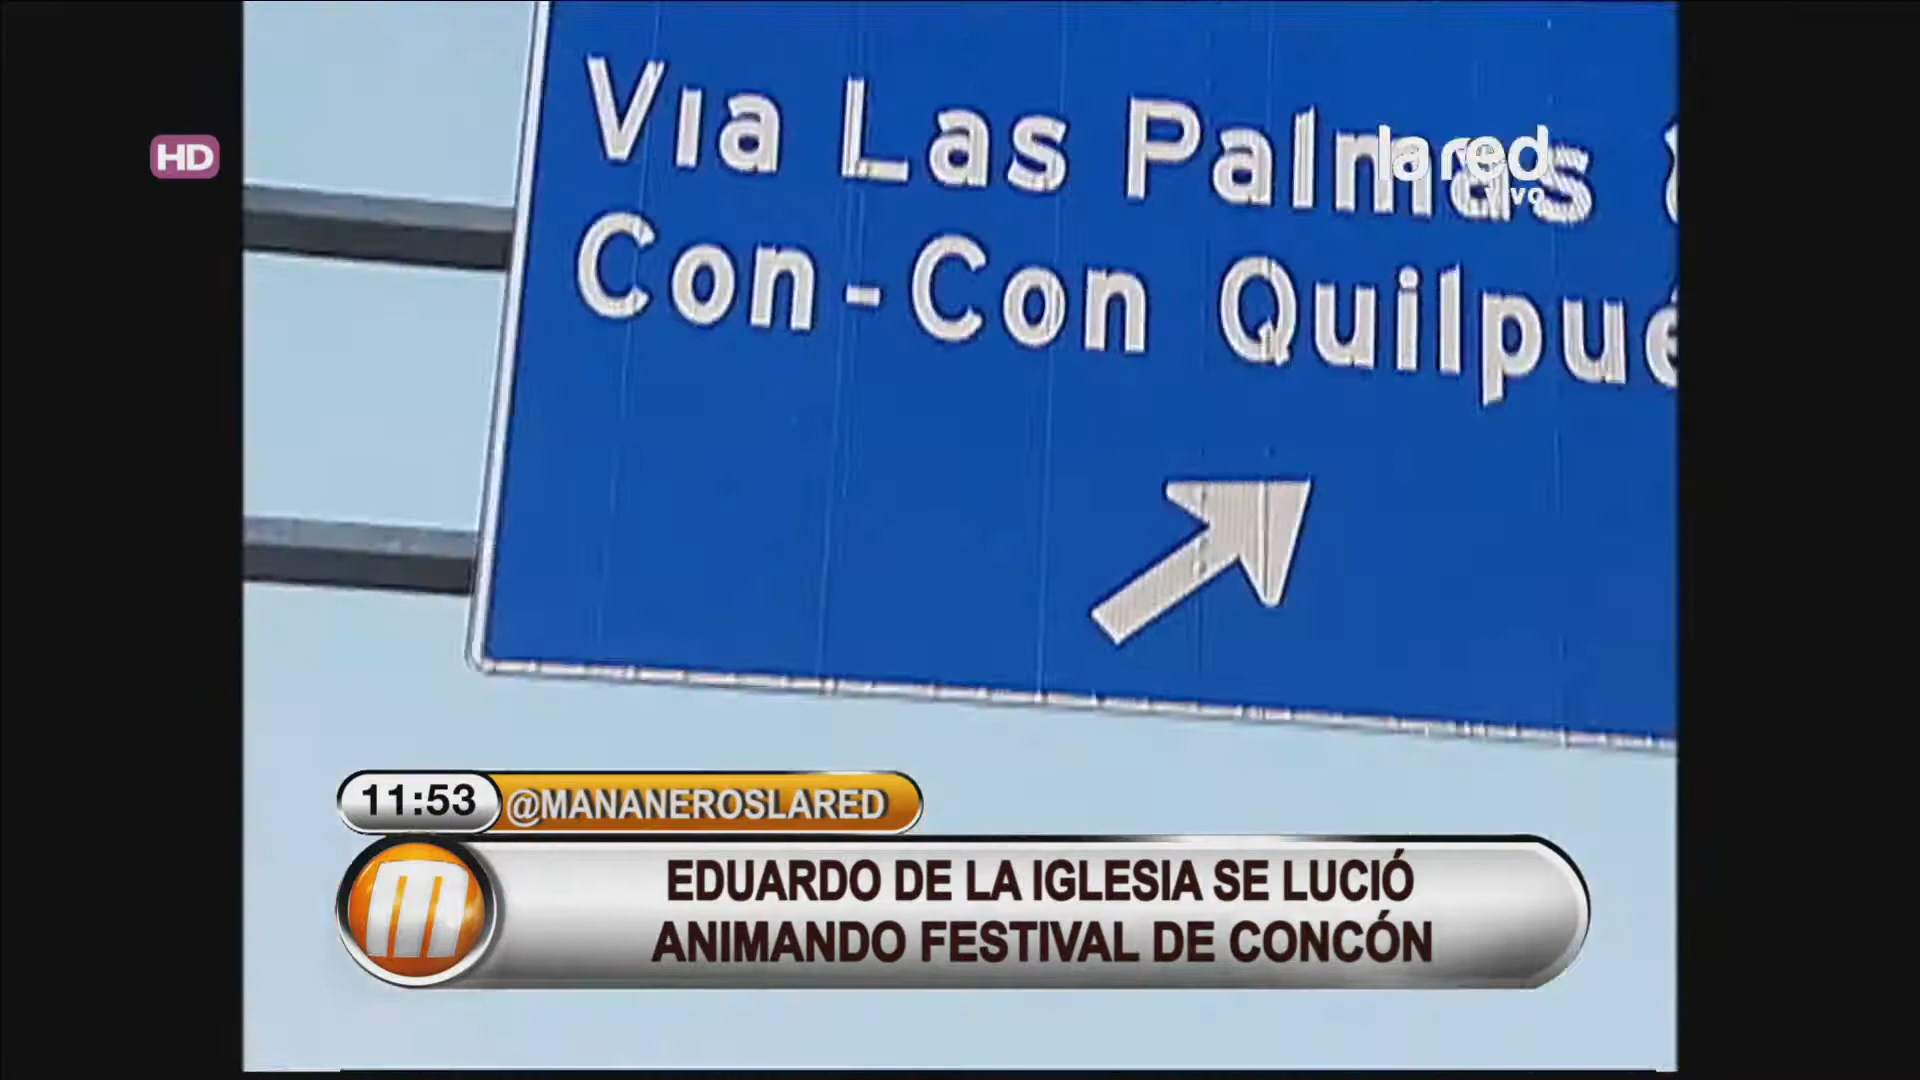 Via Las Palmas
Con-Con Quilpué
HD
la red
vivo
11:53 @MANANEROSLARED
m
EDUARDO DE LA IGLESIA SE LUCIÓ
ANIMANDO FESTIVAL DE CONCÓN